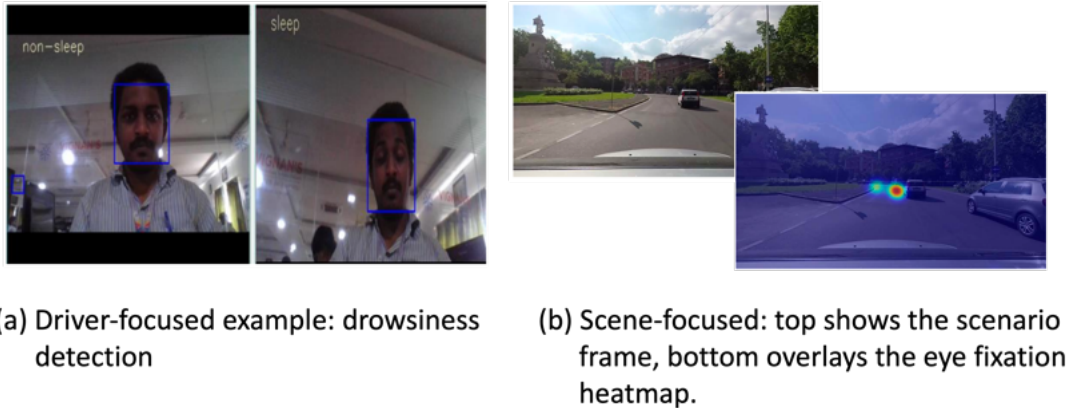 non-sleep
sleep
(a) Driver-focused example: drowsiness
detection
(b) Scene-focused: top shows the scenario
frame, bottom overlays the eye fixation
heatmap.